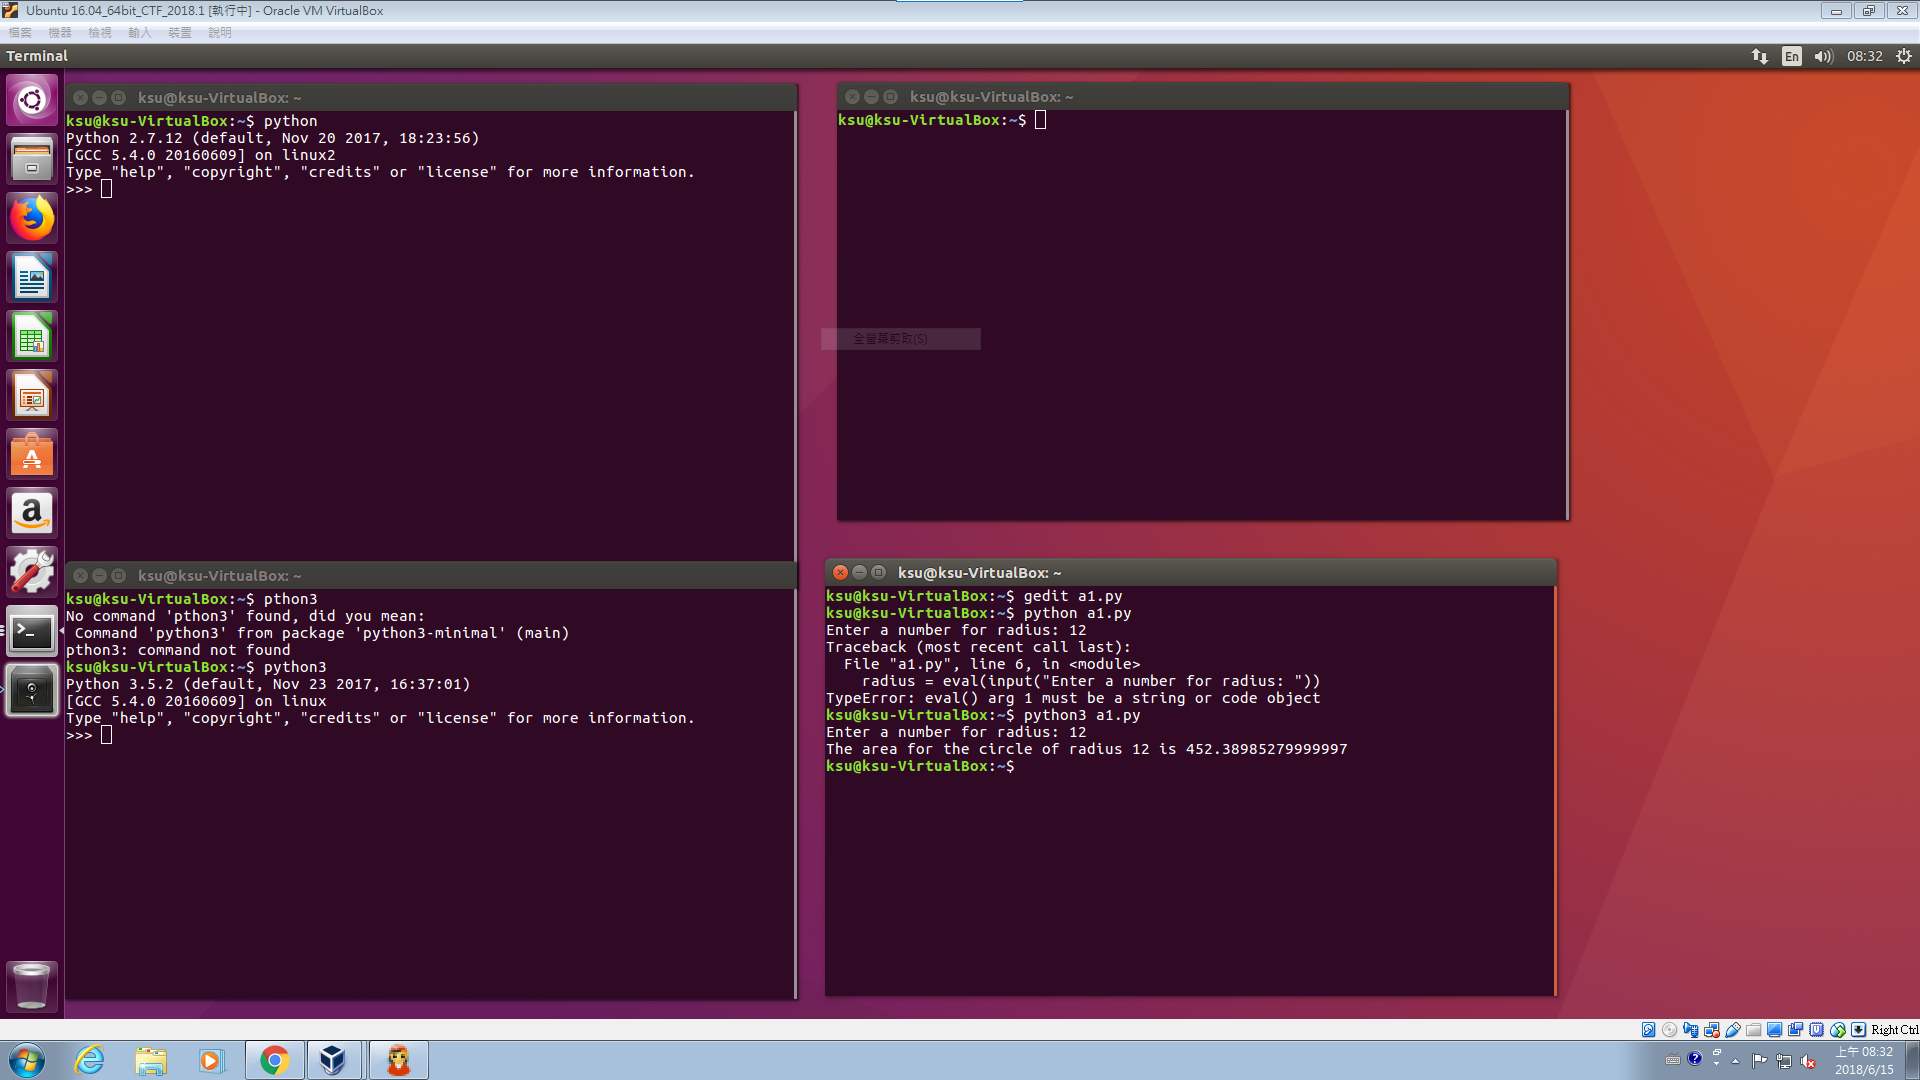 Ubuntu 16.04_64bit_CTF_2018.1 [執行中] - Oracle VM VirtualBox
檔案 機器 檢視 輸入 裝置 說明
Terminal
En
08:32
ksu@ksu-VirtualBox: ~
ksu@ksu-VirtualBox:~$ python
Python 2.7.12 (default, Nov 20 2017, 18:23:56)
[GCC 5.4.0 20160609] on linux2
Type "help", "copyright", "credits" or "license" for more information.
>>>
ksu@ksu-VirtualBox: ~
ksu@ksu-VirtualBox:~$
全螢幕剪取(S)
ksu@ksu-VirtualBox: ~
ksu@ksu-VirtualBox:~$ pthon3
No command 'pthon3' found, did you mean:
 Command 'python3' from package 'python3-minimal' (main)
pthon3: command not found
ksu@ksu-VirtualBox:~$ python3
Python 3.5.2 (default, Nov 23 2017, 16:37:01)
[GCC 5.4.0 20160609] on linux
Type "help", "copyright", "credits" or "license" for more information.
>>>
ksu@ksu-VirtualBox: ~
ksu@ksu-VirtualBox:~$ gedit a1.py
ksu@ksu-VirtualBox:~$ python a1.py
Enter a number for radius: 12
Traceback (most recent call last):
  File "a1.py", line 6, in <module>
    radius = eval(input("Enter a number for radius: "))
TypeError: eval() arg 1 must be a string or code object
ksu@ksu-VirtualBox:~$ python3 a1.py
Enter a number for radius: 12
The area for the circle of radius 12 is 452.38985279999997
ksu@ksu-VirtualBox:~$
Right Ctrl
上午 08:32
2018/6/15